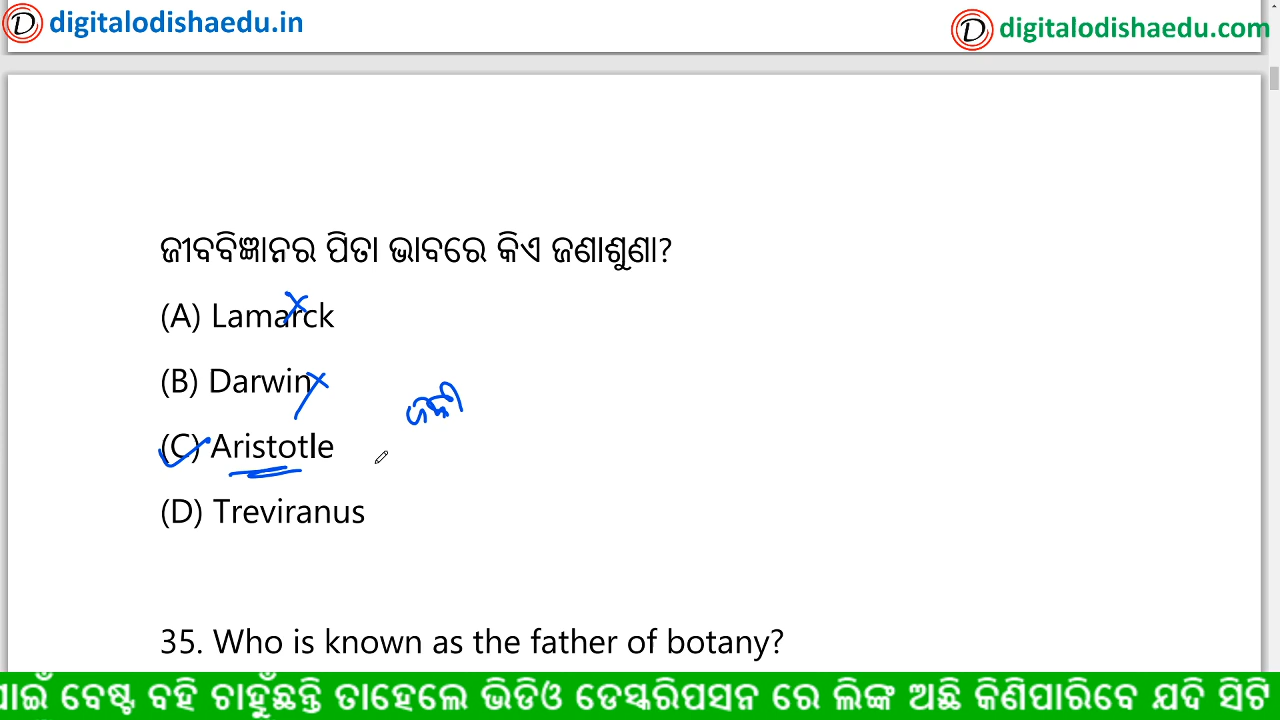 digitalodishaedu.in
digitalodishaedu.com
ଜୀବବିଜ୍ଞାନର ପିତା ଭାବରେ କିଏ ଜଣାଶୁଣା?
(A) Lamarck
(B) Darwin
(C) Aristotle
(D) Treviranus
35. Who is known as the father of botany?
ବେଷ୍ଟ ବହି ଚାହୁଁଛନ୍ତି ତାହେଲେ ଭିଡିଓ ଡେସ୍କରିପସନ ରେ ଲିଙ୍କ ଅଛି କିଣିପାରିବେ ଯଦି ସିଟି